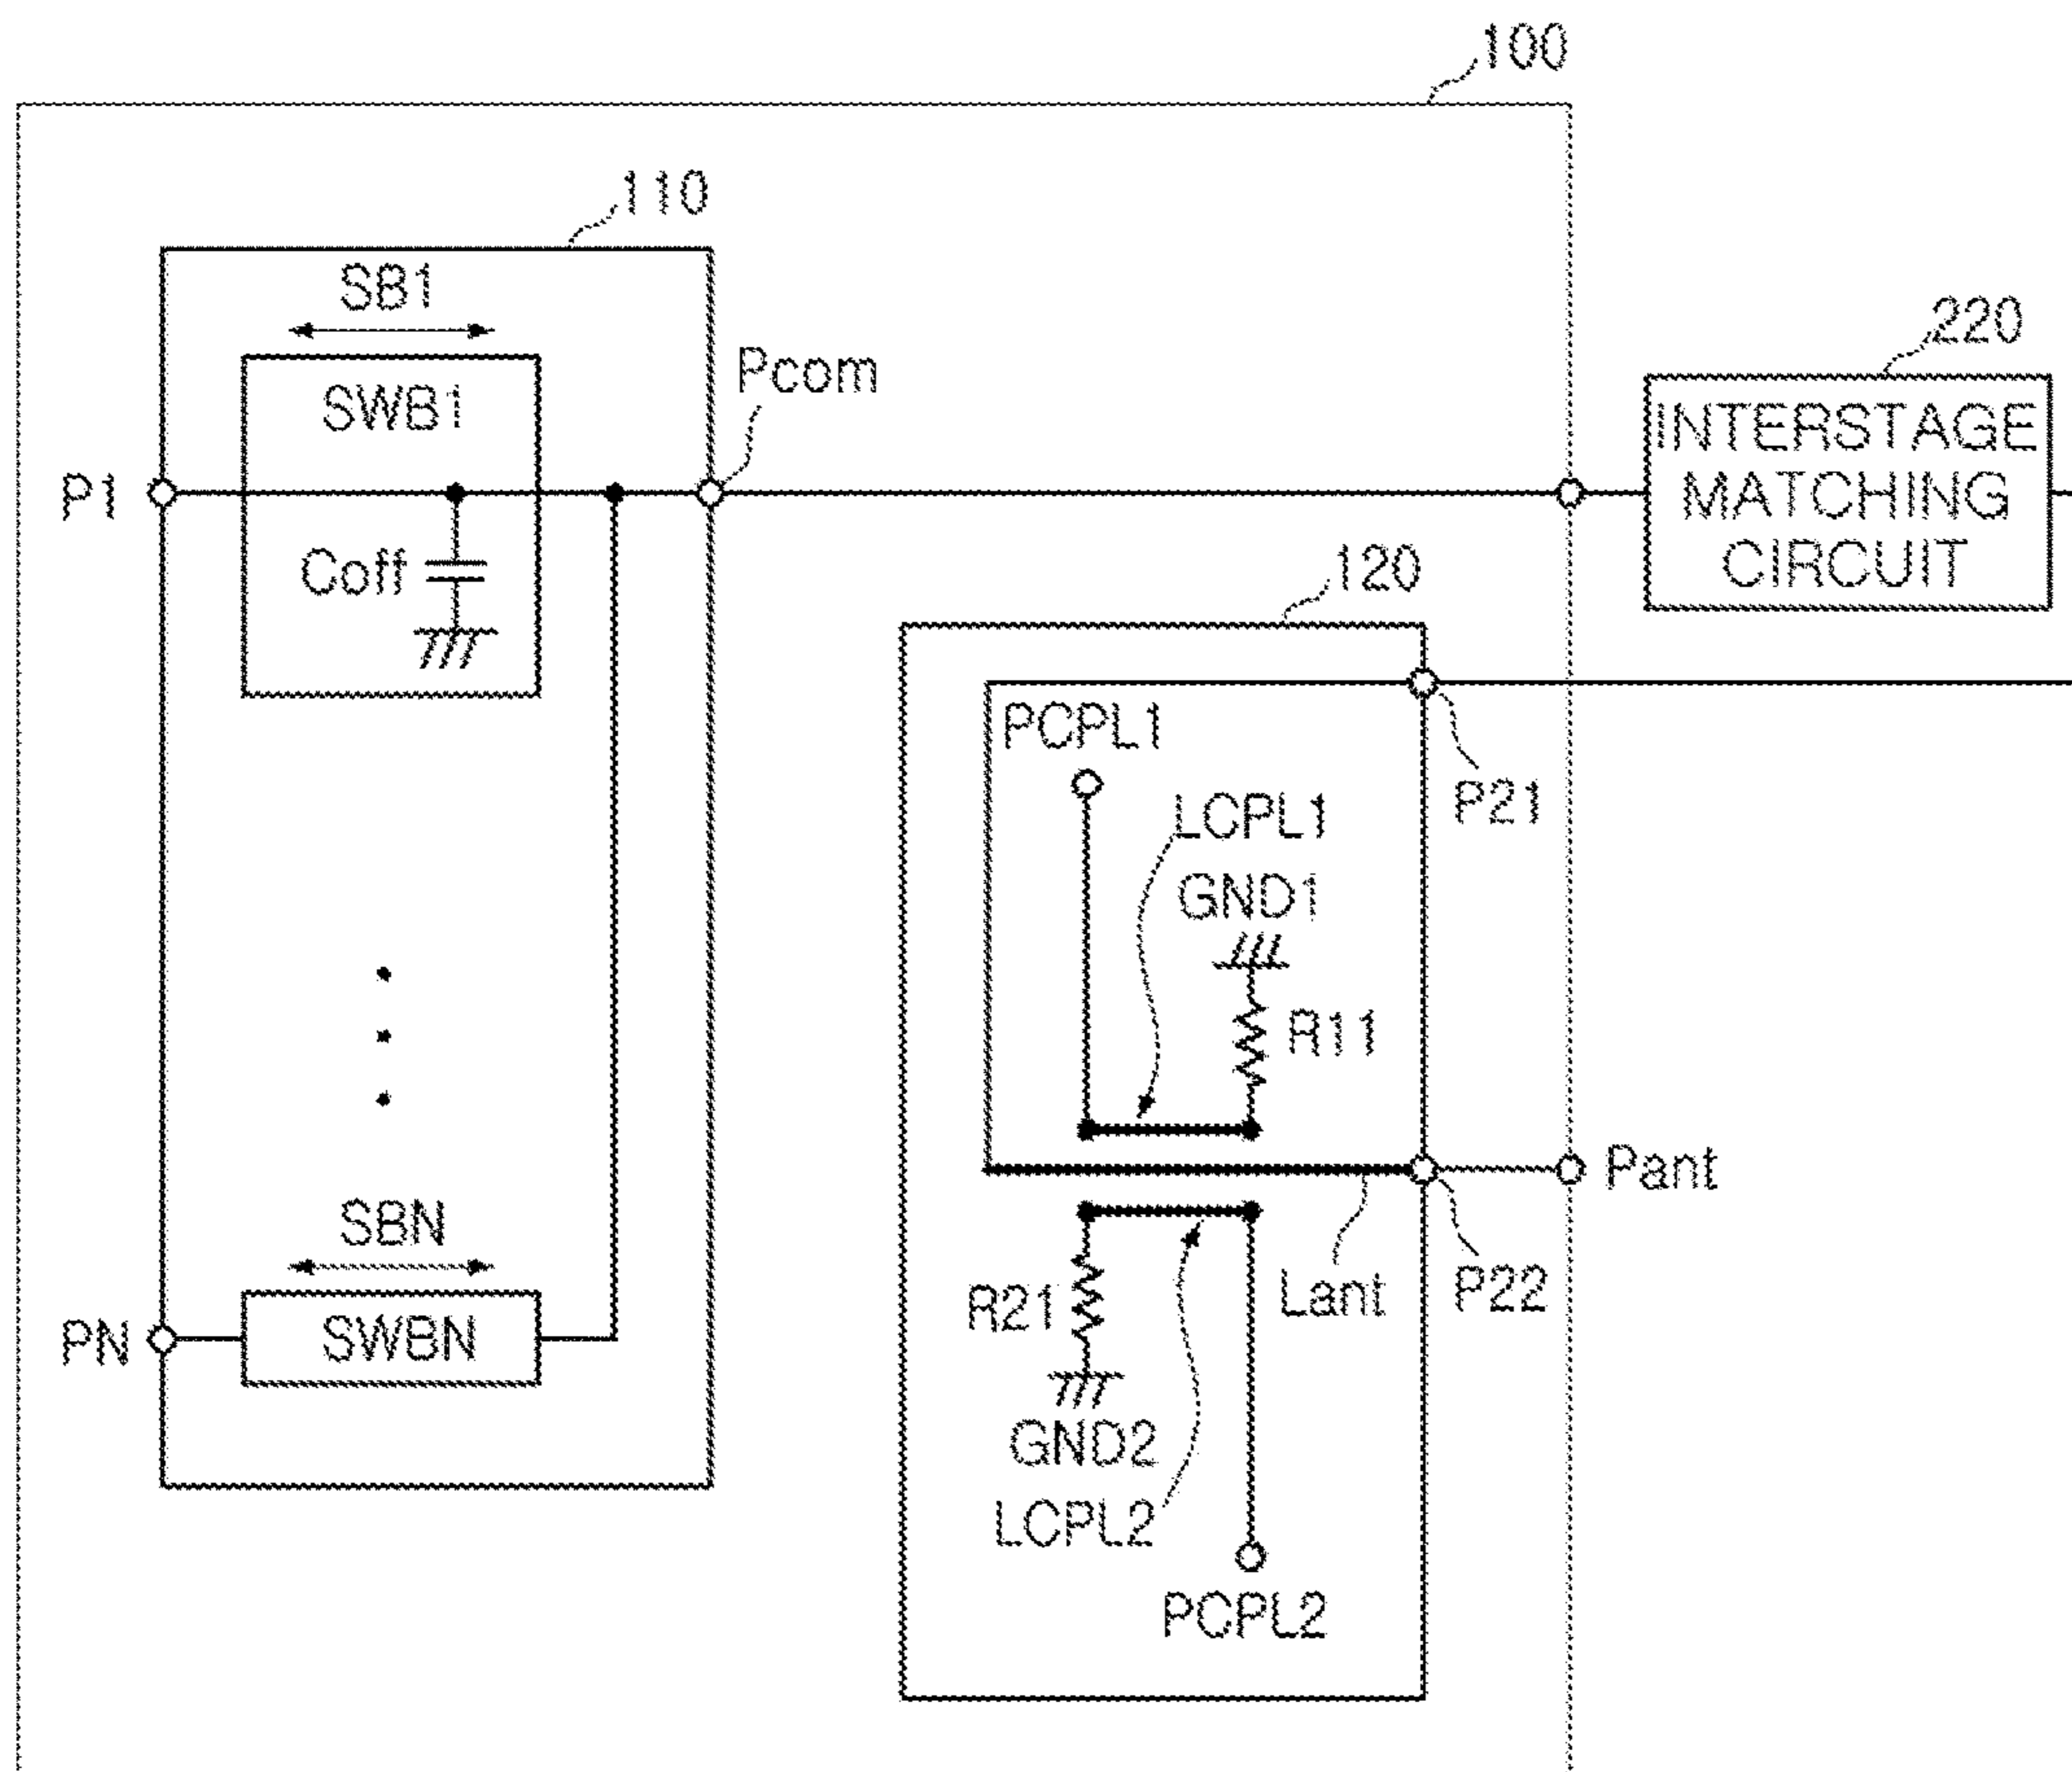 100
110
SB1
SWB1
Pcom
220
INTERSTAGE
MATCHING
CIRCUIT
P1
Coff
120
PCPL1
P21
LCPL1
GND1
R11
Pant
SBN
SWBN
PN
R21
Lant
P22
GND2
LCPL2
PCPL2